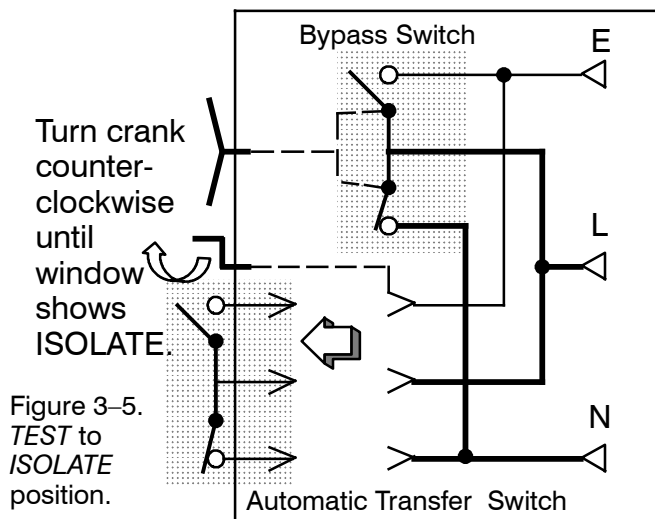 Bypass Switch
E
Turn crank
counter-
clockwise
until
window
shows
ISOLATE.
L
Figure 3–5.
TEST to
ISOLATE
position.
N
Automatic Transfer Switch